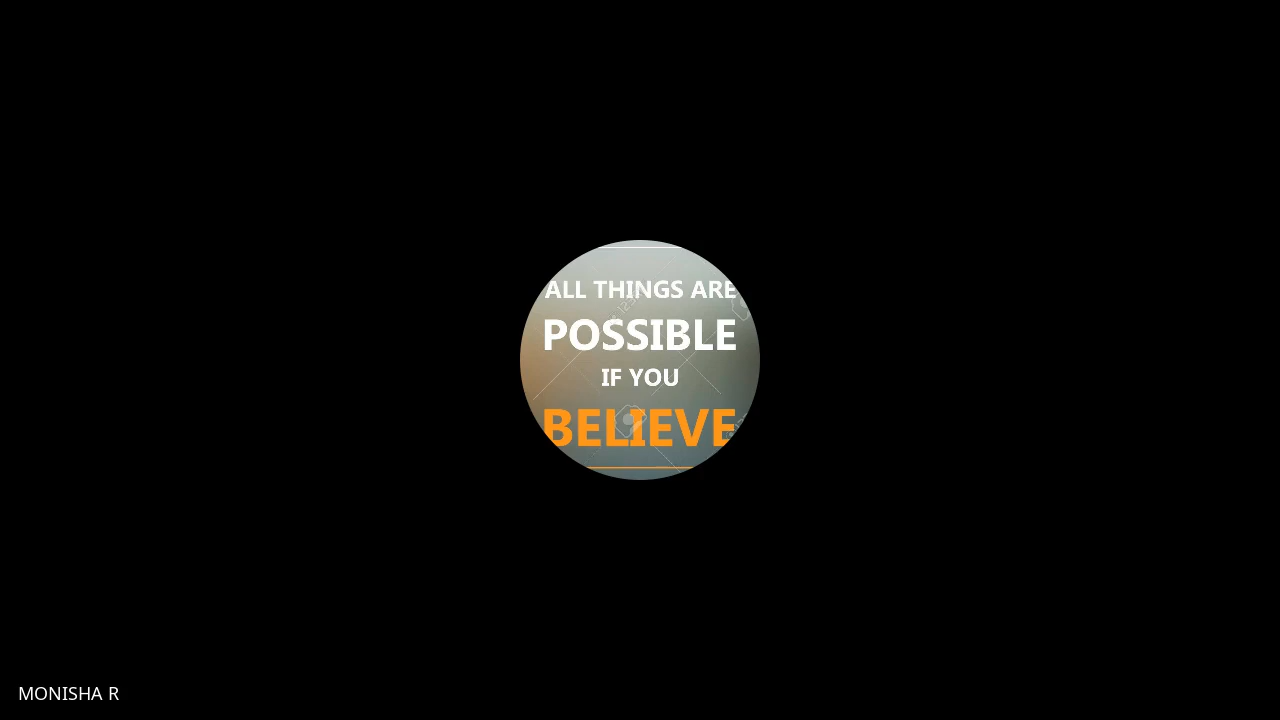 ALL THINGS ARE
POSSIBLE
IF YOU
BELIEVE
MONISHA R